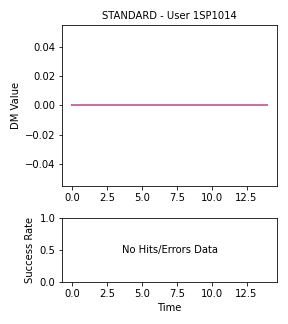 STANDARD - User 1SP1014
DM Value
0.04
0.02
0.00
−0.02
−0.04
0.0 2.5 5.0 7.5 10.0 12.5
Success Rate
1.0
0.5
0.0
No Hits/Errors Data
0.0 2.5 5.0 7.5 10.0 12.5
Time